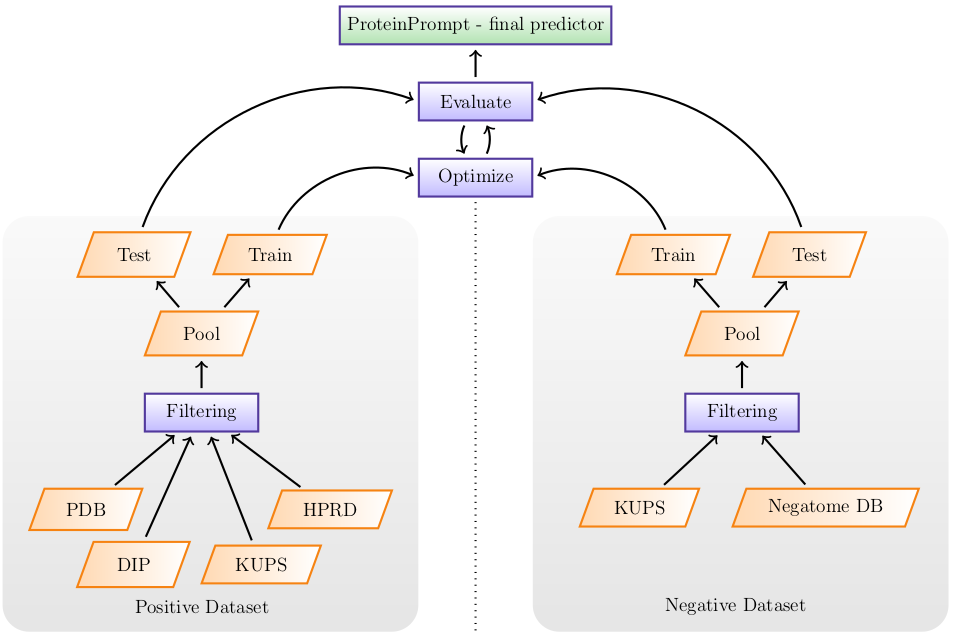 ProteinPrompt - final predictor
Evaluate
Optimize
Test
Train
Train
Test
Pool
Pool
Filtering
Filtering
PDB
HPRD
KUPS
Negatome DB
DIP
KUPS
Positive Dataset
Negative Dataset